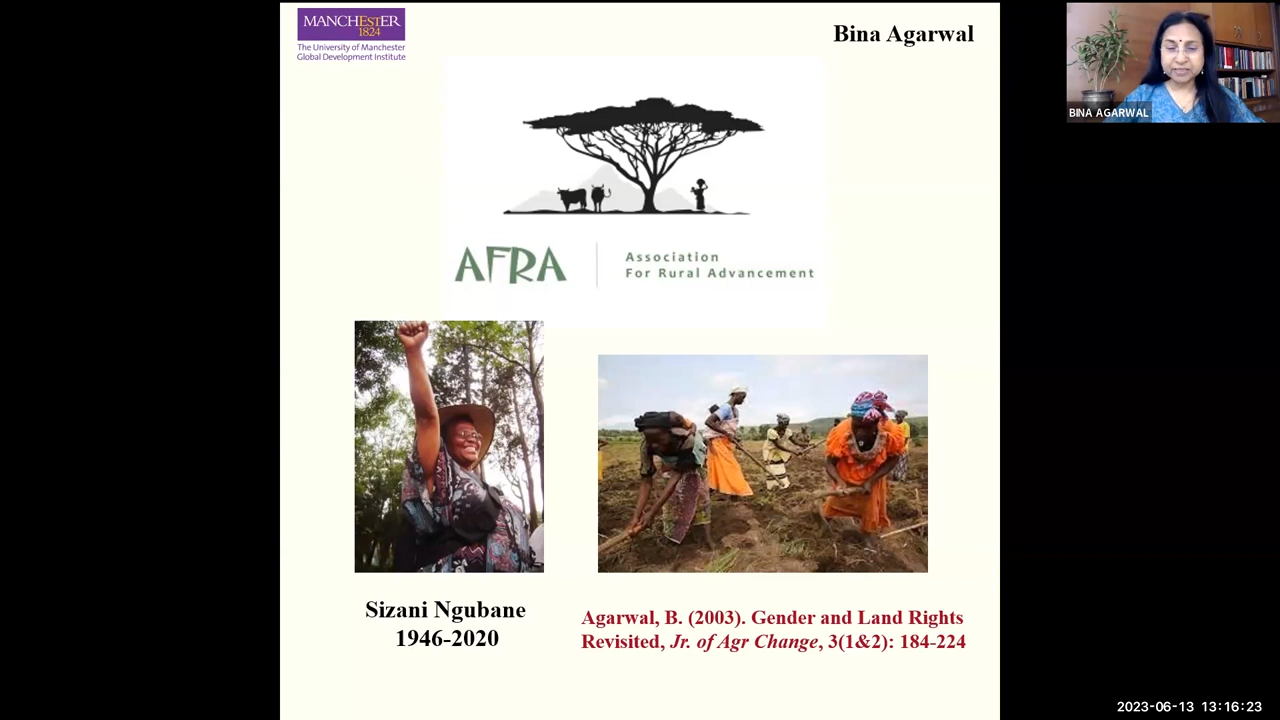 MANCHESTER
1824
The University of Manchester
Global Development Institute
Bina Agarwal
BINA AGARWAL
AFRA
Association
For Rural Advancement
Sizani Ngubane
1946-2020
Agarwal, B. (2003). Gender and Land Rights
Revisited, Jr. of Agr Change, 3(1&2): 184-224
2023-06-13 13:16:23